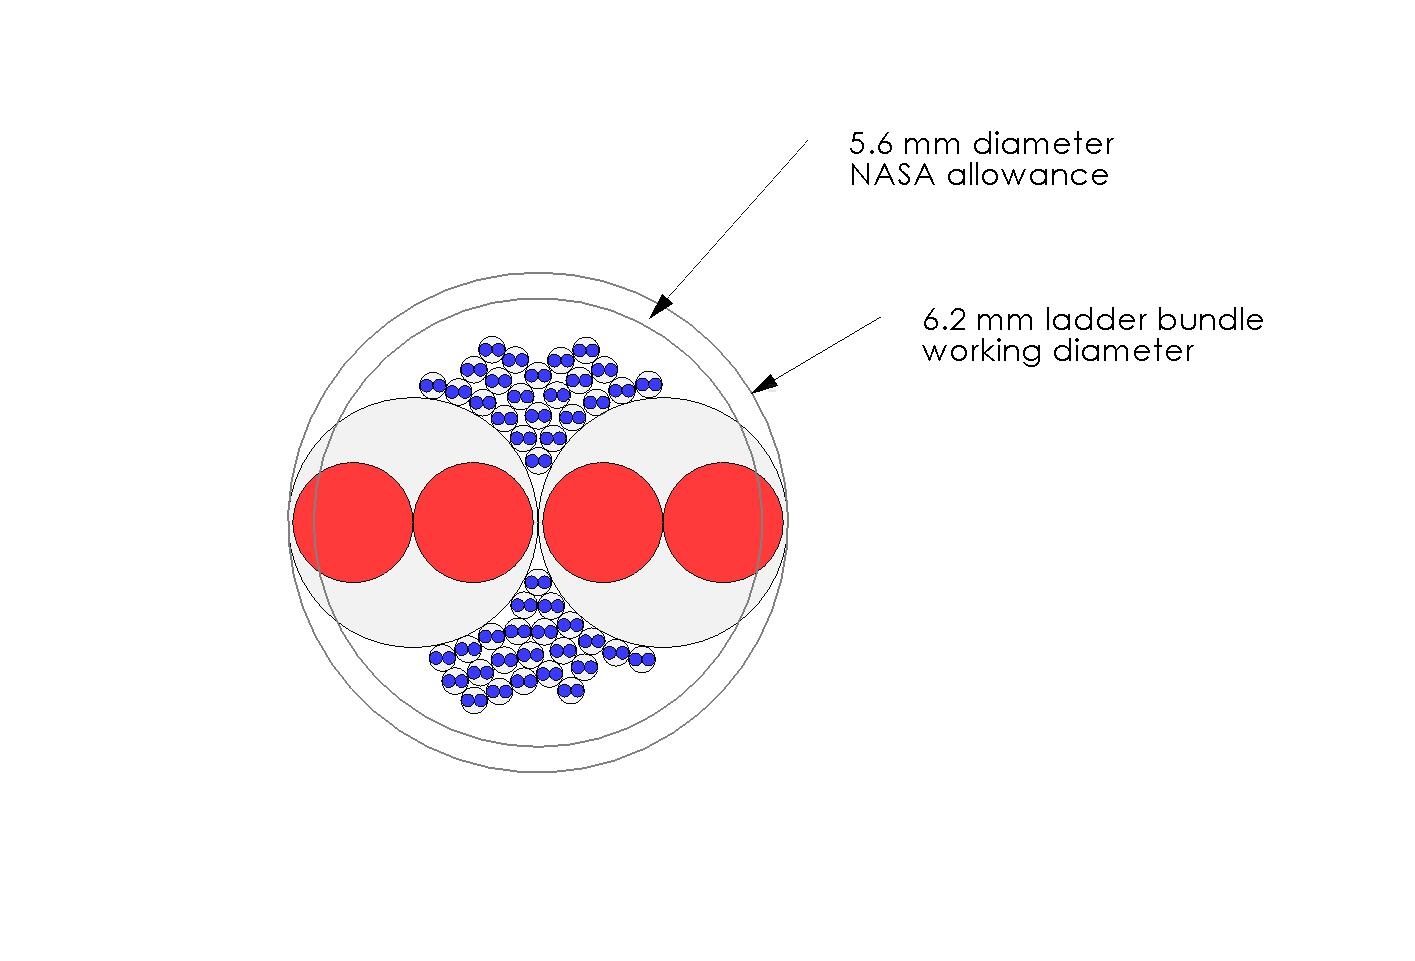 5.6 mm diameter
NASA allowance
6.2 mm ladder bundle
working diameter